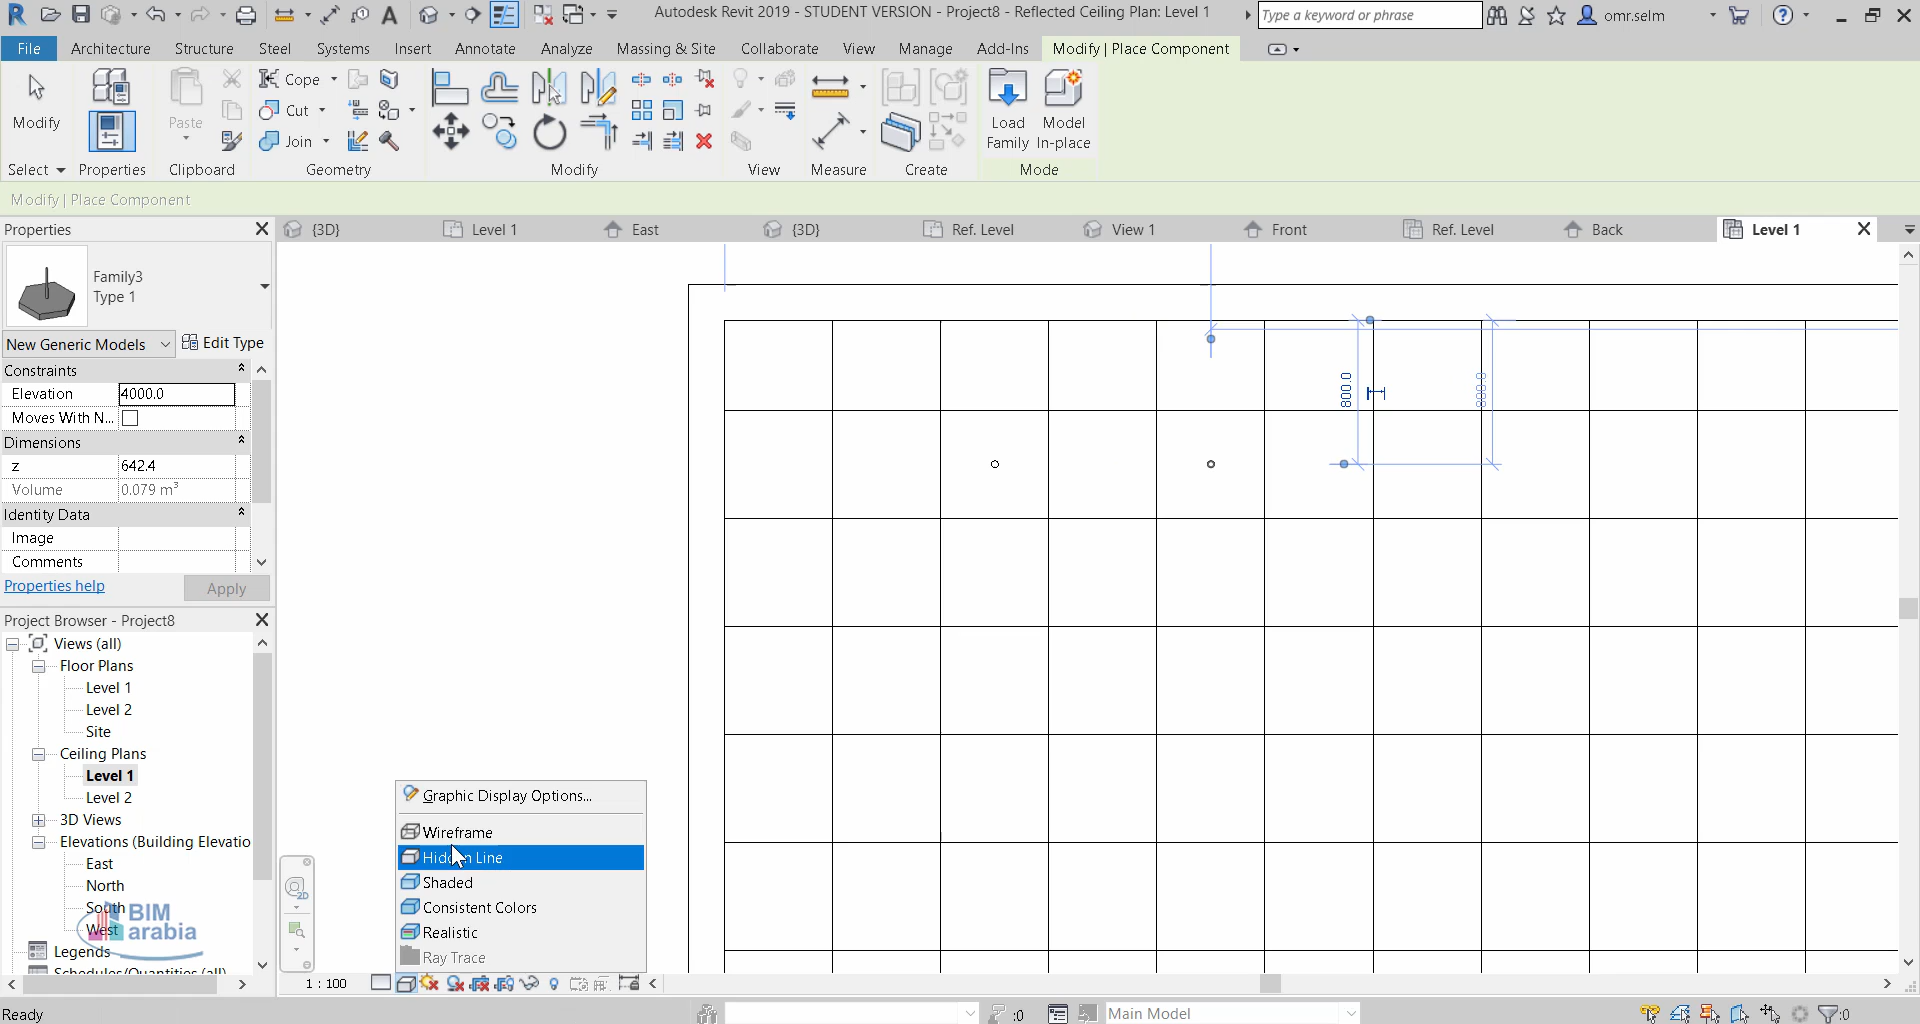 Autodesk Revit 2019 - STUDENT VERSION - Project8 - Reflected Ceiling Plan: Level 1
Type a keyword or phrase
omr.selm
File Architecture Structure Steel Systems Insert Annotate Analyze Massing & Site Collaborate View Manage Add-Ins Modify | Place Component
Modify
Paste
Cope
Cut
Join
Load Family
Model In-place
Select Properties Clipboard Geometry Modify View Measure Create Mode
Modify | Place Component
Properties
{3D} Level 1 East {3D} Ref. Level View 1 Front Ref. Level Back Level 1
Family3
Type 1
New Generic Models
Edit Type
Constraints
Elevation 4000.0
Moves With N...
Dimensions
z 642.4
Volume 0.079 m³
Identity Data
Image
Comments
Properties help
Apply
Project Browser - Project8
Views (all)
Floor Plans
Level 1
Level 2
Site
Ceiling Plans
Level 1
Level 2
3D Views
Elevations (Building Elevatio
East
North
South
West
Legends
Schedules/Quantities (all)
BIM
arabia
800.0
800.0
2D
Graphic Display Options...
Wireframe
Hidden Line
Shaded
Consistent Colors
Realistic
Ray Trace
1 : 100
Ready
:0
Main Model
:0